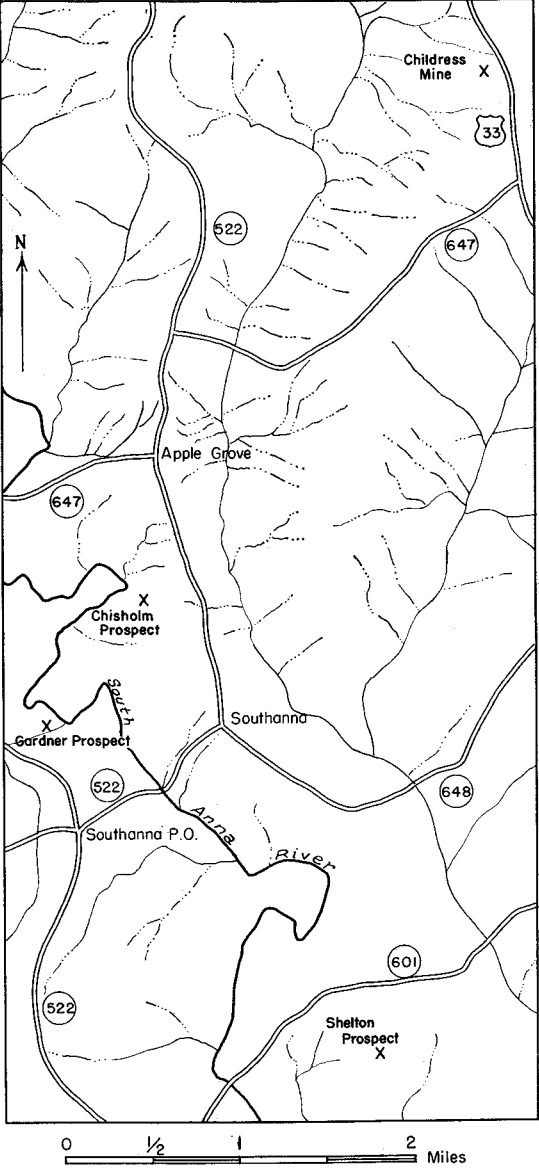 Childress
Mine X
33
522
647
N
Apple Grove
647
X
Chisholm
Prospect
South
Southanna
X
Gardner Prospect
522
648
Anna
Southanna P.O.
River
601
522
Shelton
Prospect
X
0 1/2 1 2 Miles